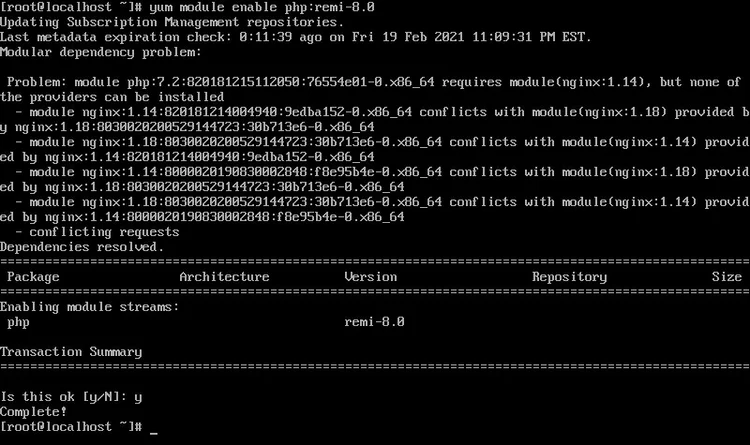 [root@localhost ~]# yum module enable php:remi-8.0
Updating Subscription Management repositories.
Last metadata expiration check: 0:11:39 ago on Fri 19 Feb 2021 11:09:31 PM EST.
Modular dependency problem:

 Problem: module php:7.2:820181215112050:76554e01-0.x86_64 requires module(nginx:1.14), but none of
the providers can be installed
  - module nginx:1.14:820181214004940:9edba152-0.x86_64 conflicts with module(nginx:1.18) provided b
y nginx:1.18:8030020200529144723:30b713e6-0.x86_64
  - module nginx:1.18:8030020200529144723:30b713e6-0.x86_64 conflicts with module(nginx:1.14) provid
ed by nginx:1.14:820181214004940:9edba152-0.x86_64
  - module nginx:1.14:8000020190830002848:f8e95b4e-0.x86_64 conflicts with module(nginx:1.18) provid
ed by nginx:1.18:8030020200529144723:30b713e6-0.x86_64
  - module nginx:1.18:8030020200529144723:30b713e6-0.x86_64 conflicts with module(nginx:1.14) provid
ed by nginx:1.14:8000020190830002848:f8e95b4e-0.x86_64
  - conflicting requests
Dependencies resolved.
====================================================================================================
 Package                Architecture          Version                  Repository              Size
====================================================================================================
Enabling module streams:
 php                                          remi-8.0

Transaction Summary
====================================================================================================

Is this ok [y/N]: y
Complete!
[root@localhost ~]# _